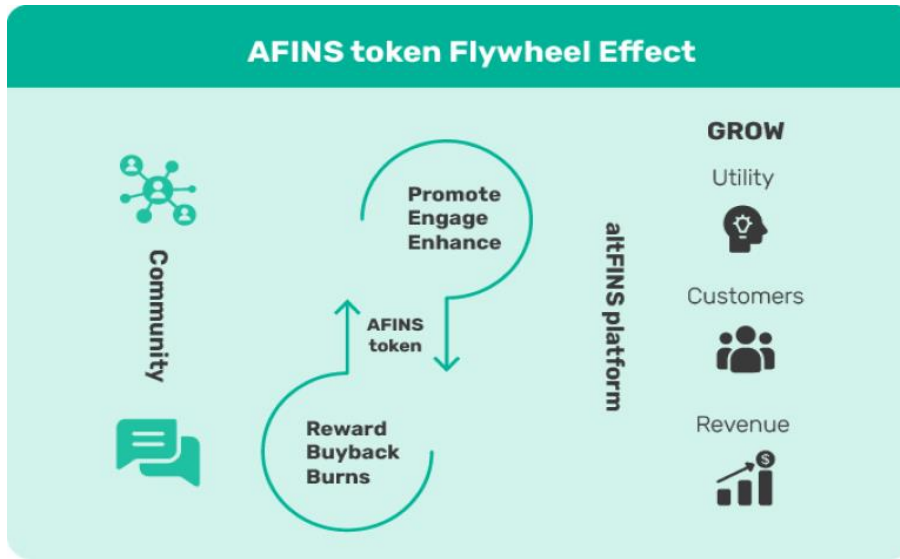 AFINS token Flywheel Effect
Community
Promote
Engage
Enhance
AFINS
token
Reward
Buyback
Burns
altFINS platform
GROW
Utility
Customers
Revenue
$